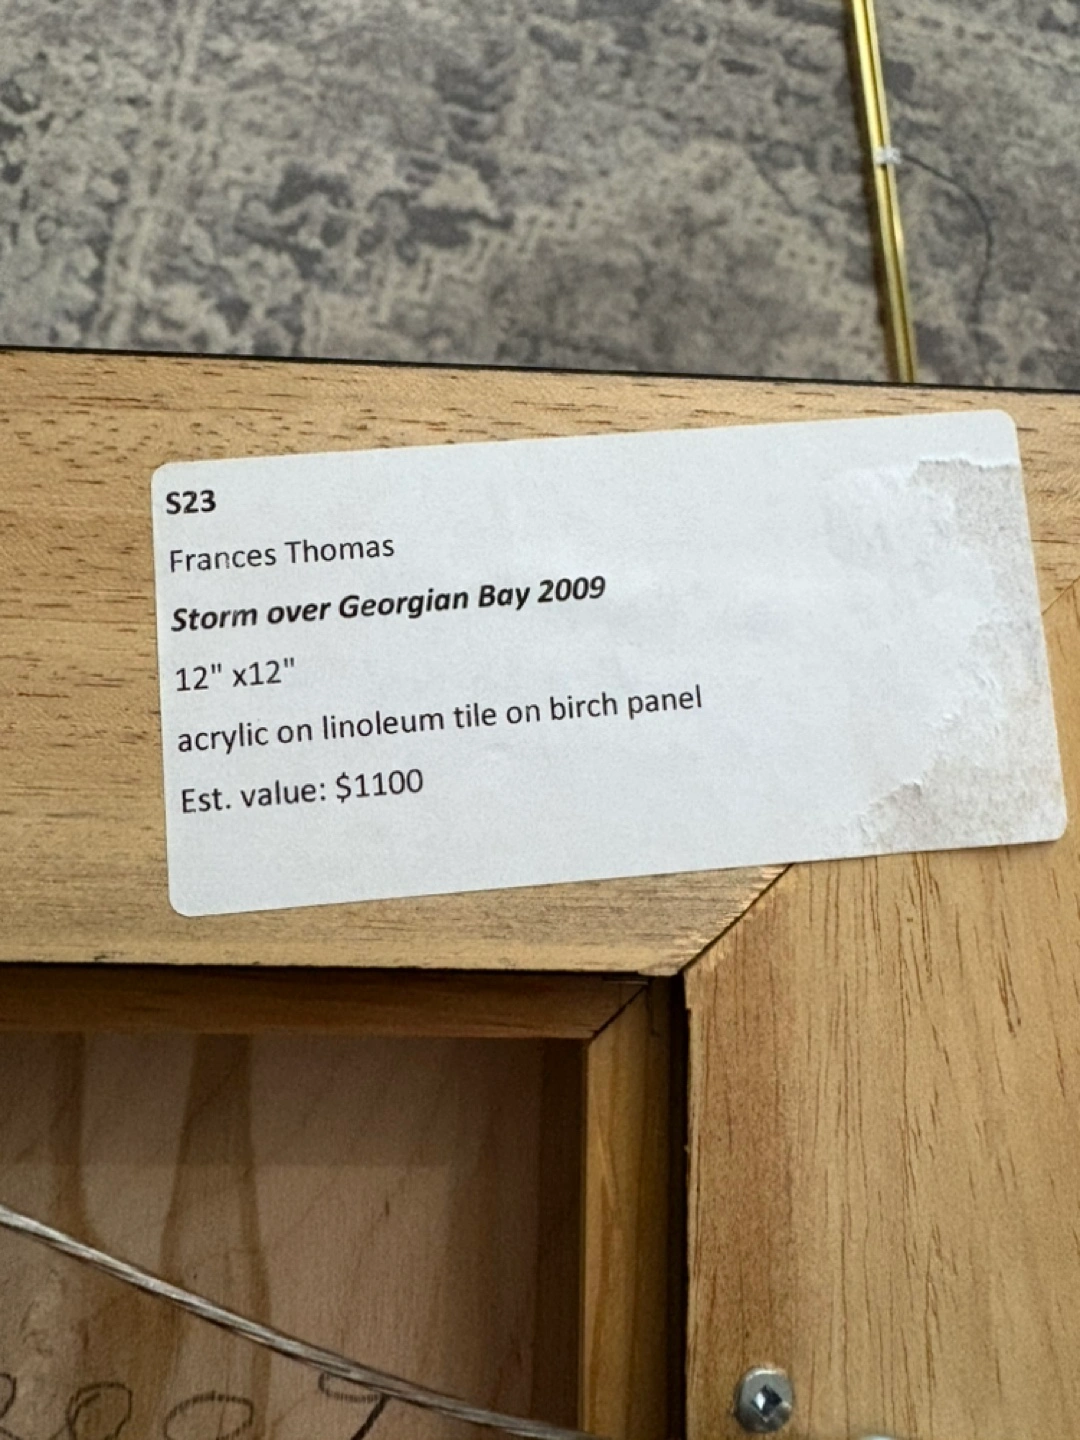 S23
Frances Thomas
Storm over Georgian Bay 2009
12" x12"
acrylic on linoleum tile on birch panel
Est. value: $1100